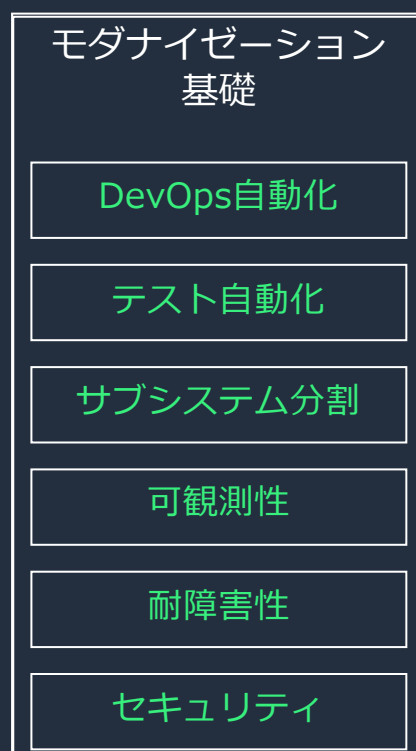 モダナイゼーション
基礎
DevOps自動化
テスト自動化
サブシステム分割
可観測性
耐障害性
セキュリティ